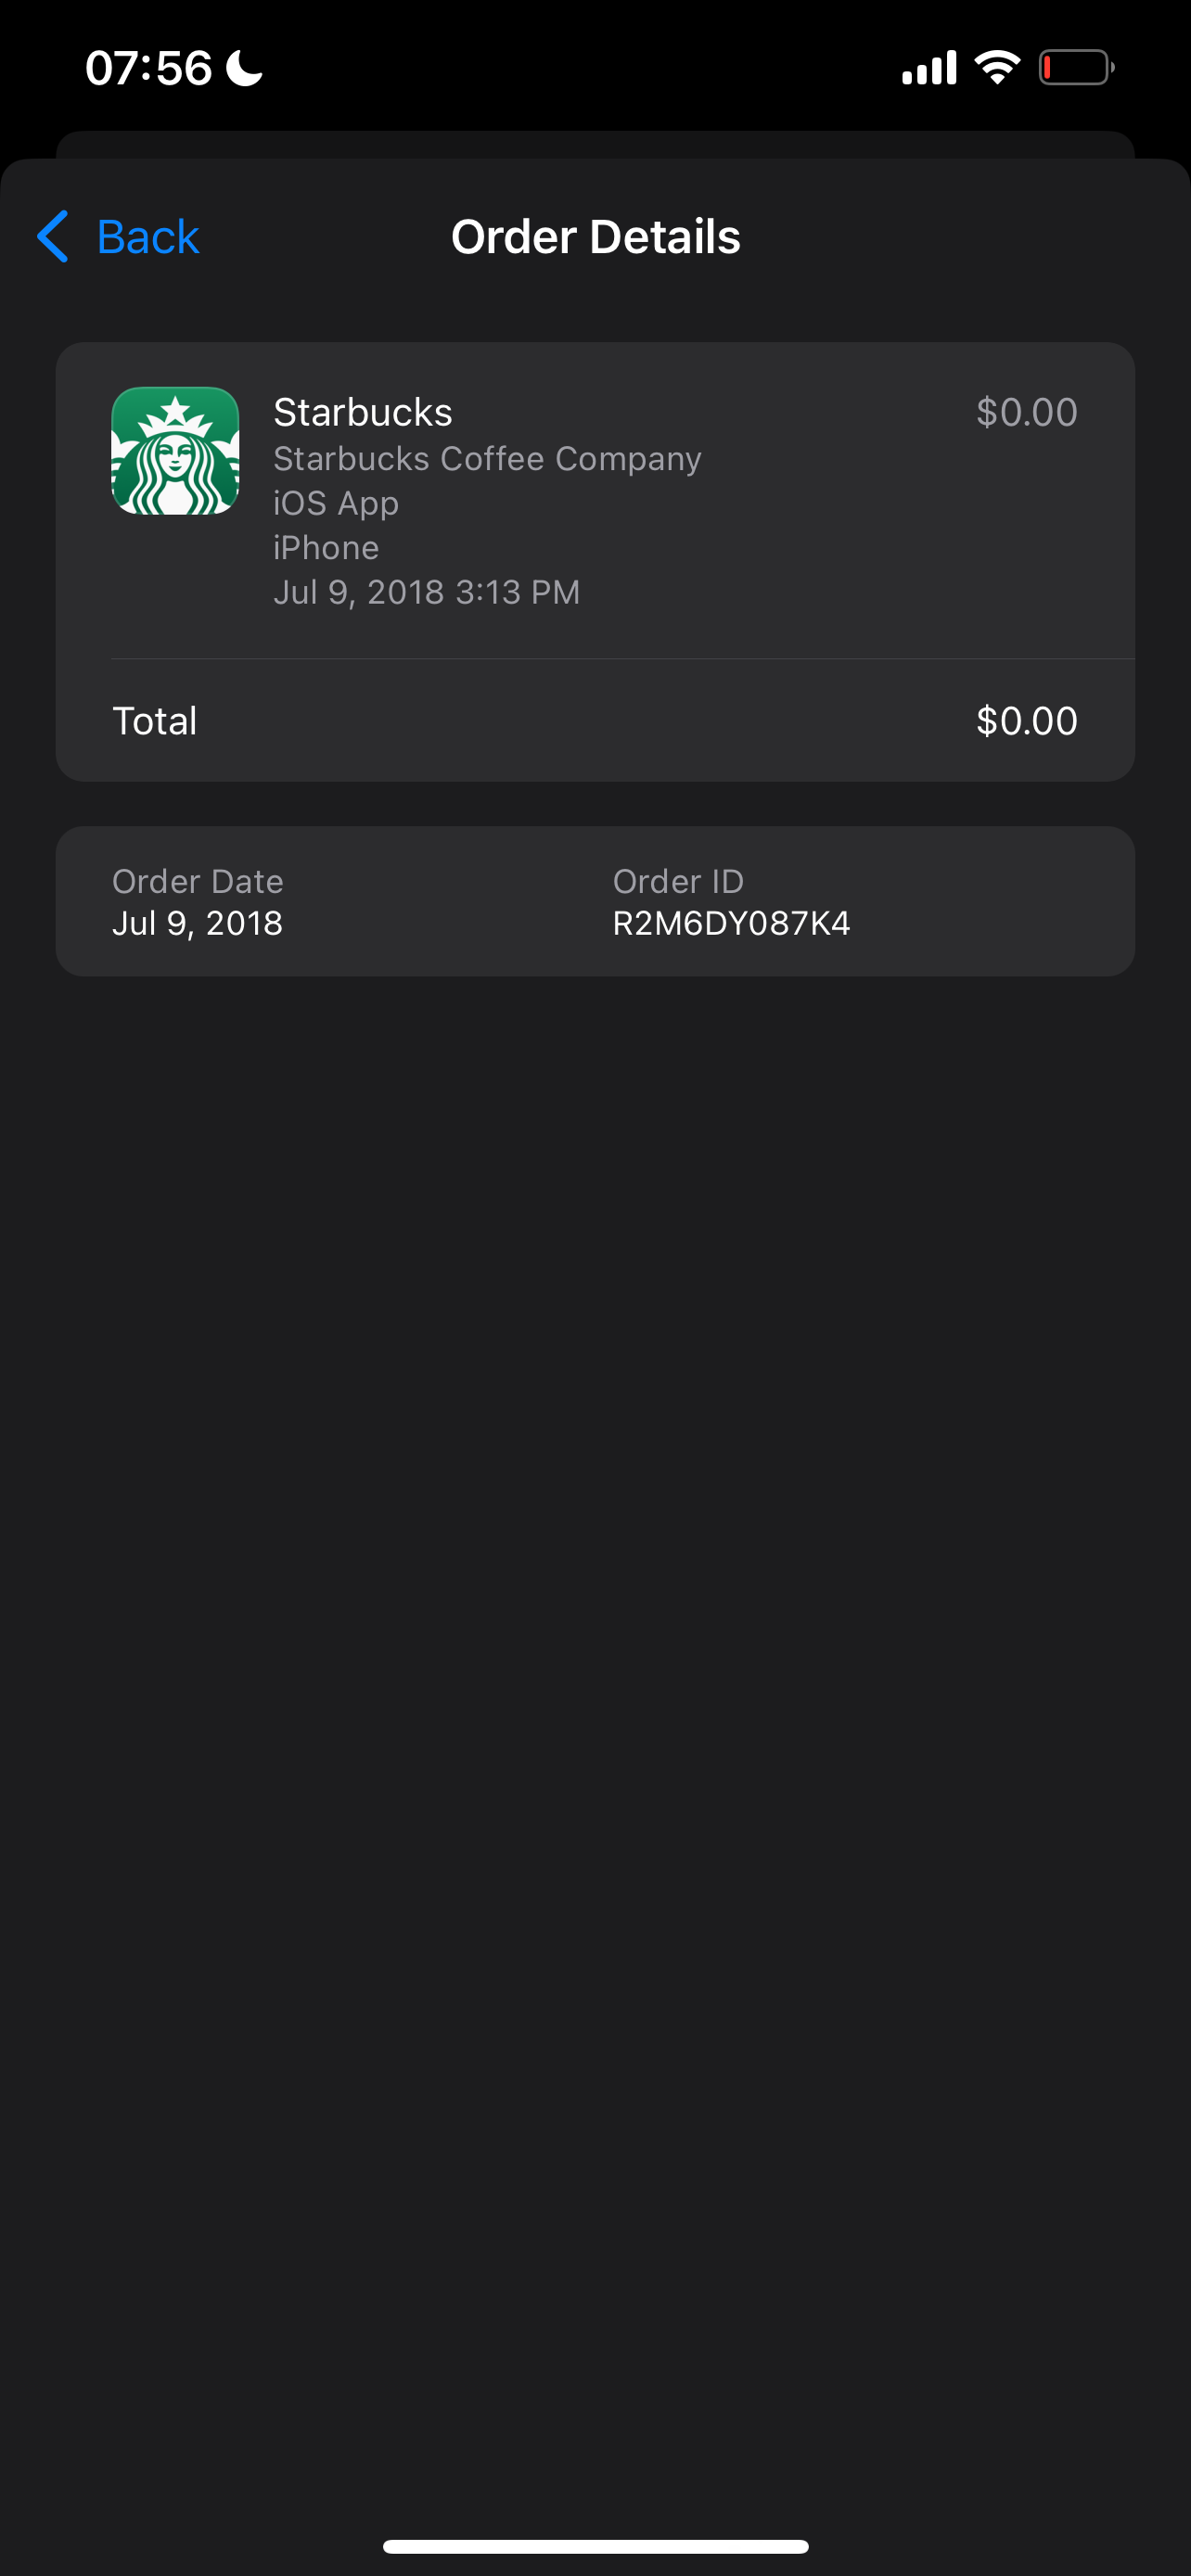 07:56
Back
Order Details
Starbucks
$0.00
Starbucks Coffee Company
iOS App
iPhone
Jul 9, 2018 3:13 PM
Total
$0.00
Order Date
Order ID
Jul 9, 2018
R2M6DY087K4